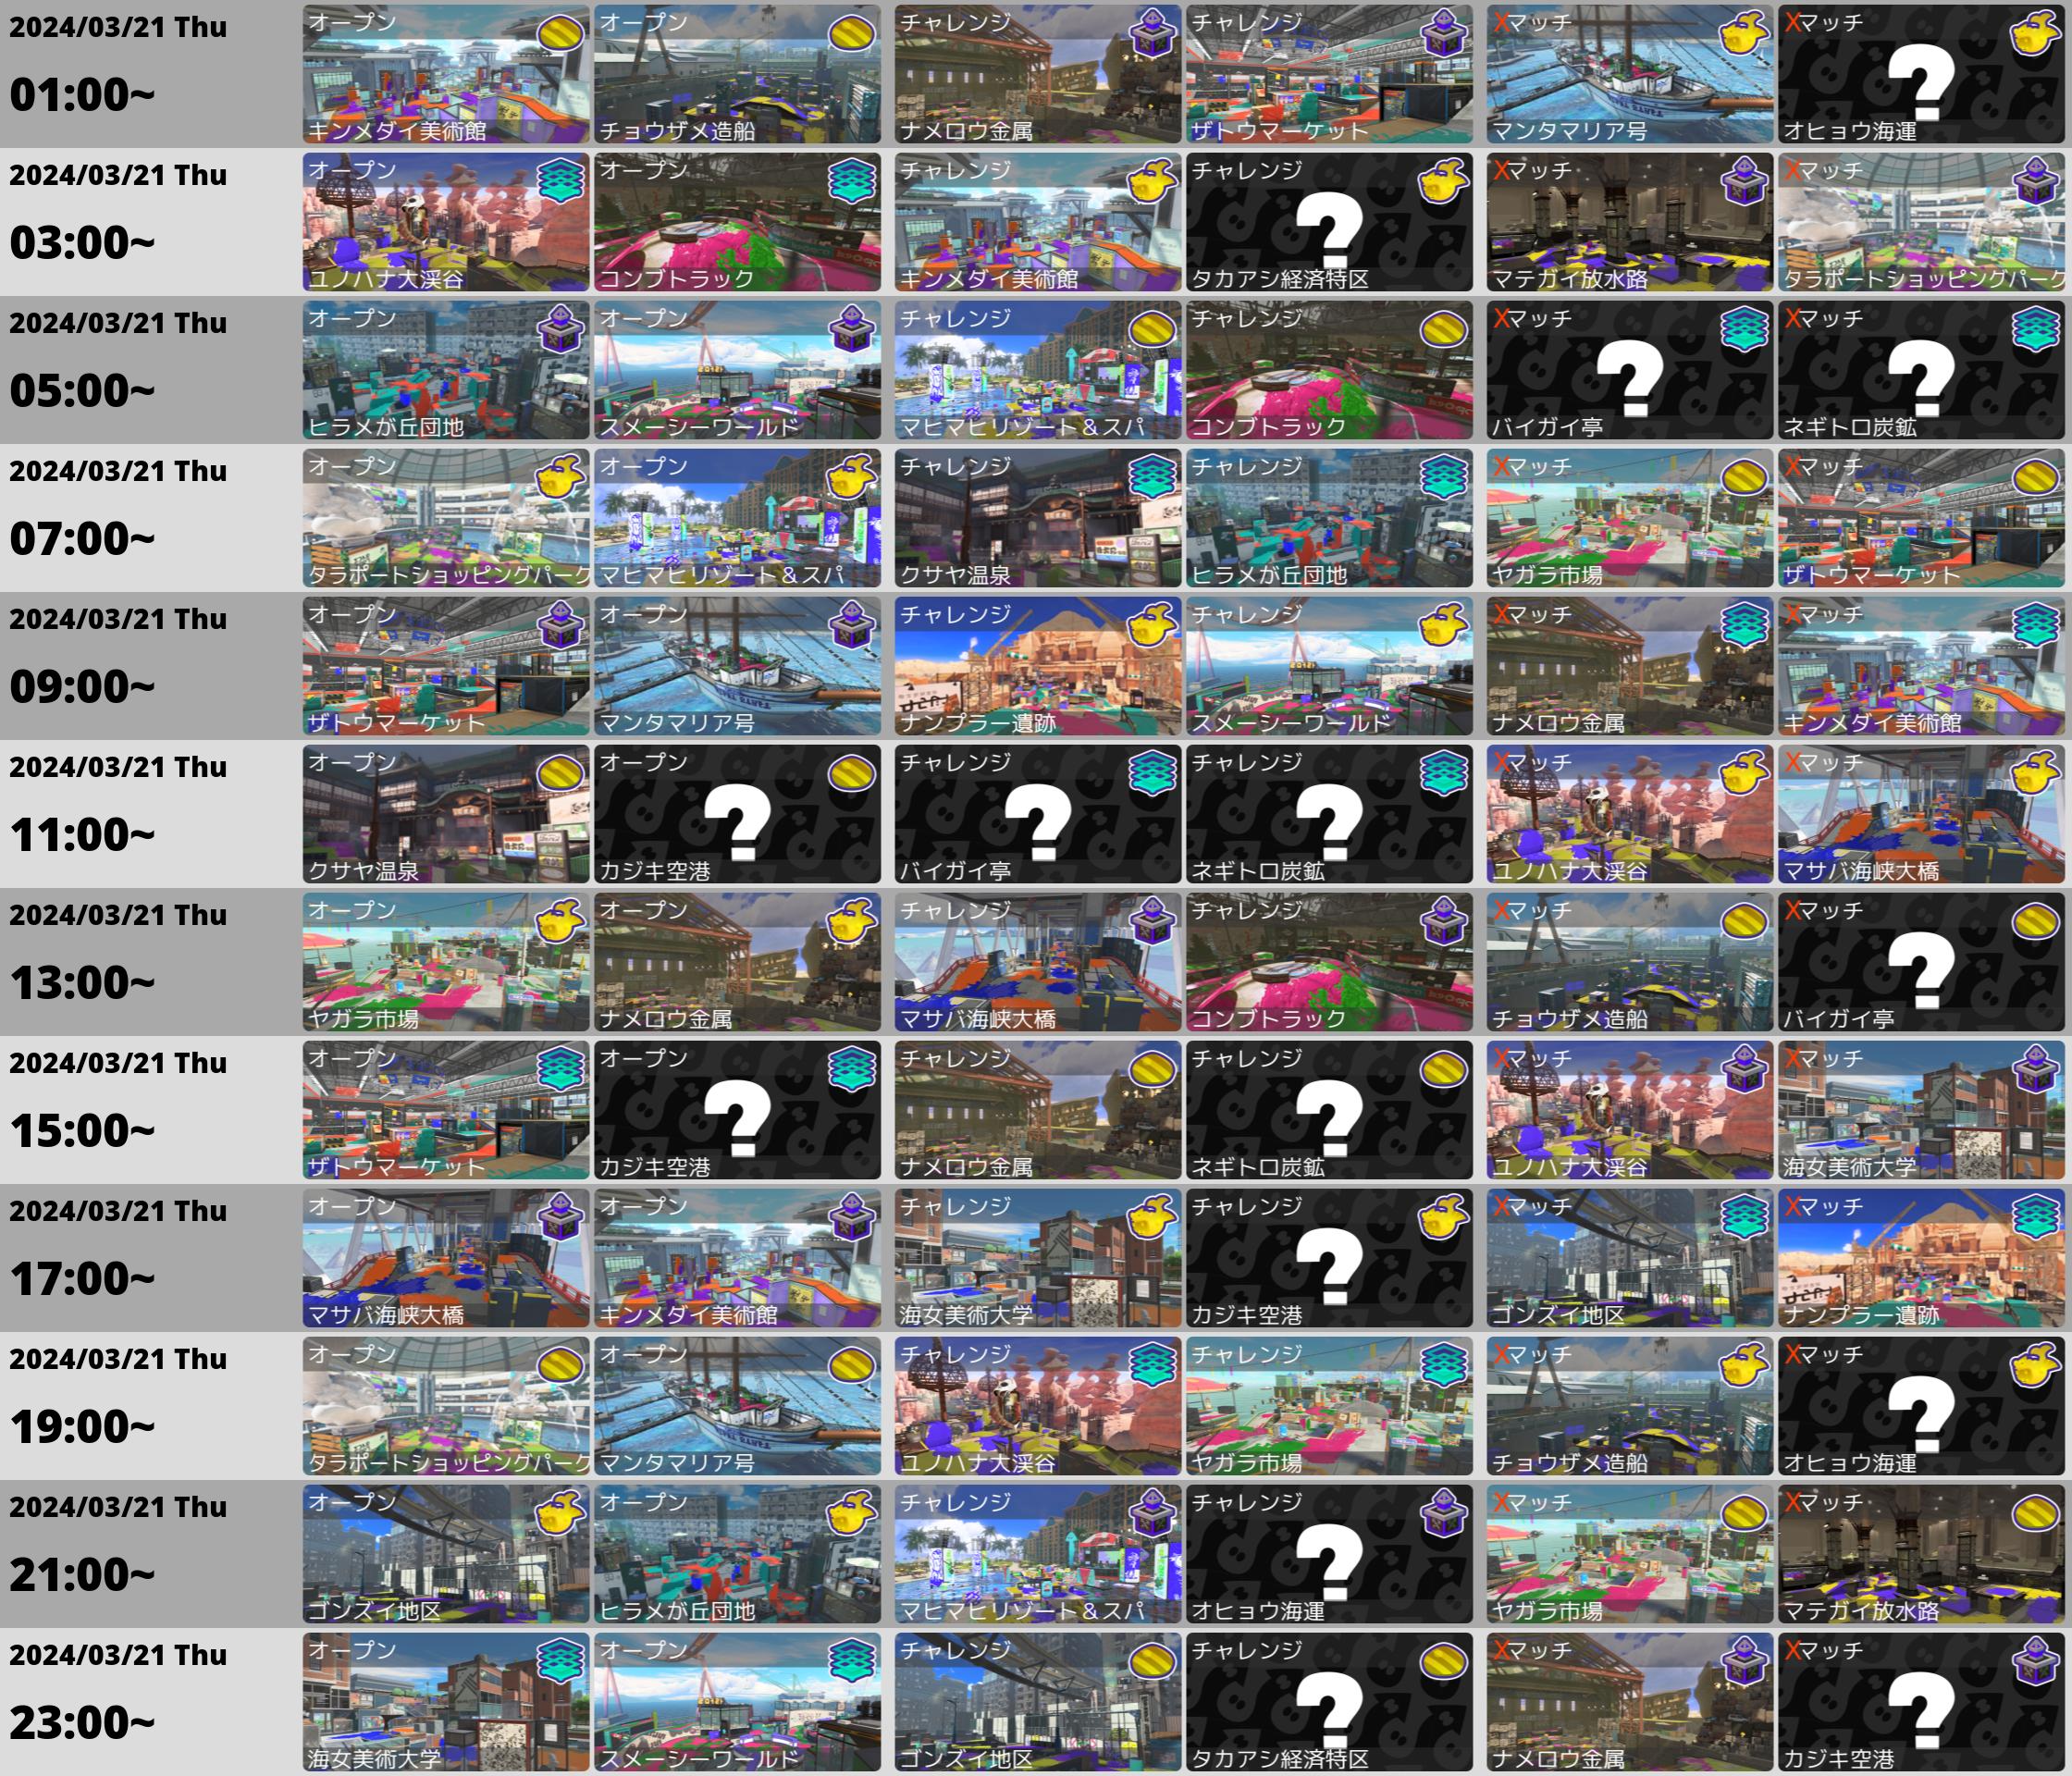 2024/03/21 Thu
01:00~
オープン
キンメダイ美術館
オープン
チョウザメ造船
チャレンジ
ナメロウ金属
チャレンジ
ザトウマーケット
Xマッチ
マンタマリア号
Xマッチ
?
オヒョウ海運
2024/03/21 Thu
03:00~
オープン
ユノハナ大渓谷
オープン
コンブトラック
チャレンジ
キンメダイ美術館
チャレンジ
?
タカアシ経済特区
Xマッチ
マテガイ放水路
Xマッチ
タラポートショッピングパーク
2024/03/21 Thu
05:00~
オープン
ヒラメが丘団地
オープン
スメーシーワールド
チャレンジ
マヒマヒリゾート＆スパ
チャレンジ
コンブトラック
Xマッチ
?
バイガイ亭
Xマッチ
?
ネギトロ炭鉱
2024/03/21 Thu
07:00~
オープン
タラポートショッピングパーク
オープン
マヒマヒリゾート＆スパ
チャレンジ
クサヤ温泉
チャレンジ
ヒラメが丘団地
Xマッチ
ヤガラ市場
Xマッチ
ザトウマーケット
2024/03/21 Thu
09:00~
オープン
ザトウマーケット
オープン
マンタマリア号
チャレンジ
ナンプラー遺跡
チャレンジ
スメーシーワールド
Xマッチ
ナメロウ金属
Xマッチ
キンメダイ美術館
2024/03/21 Thu
11:00~
オープン
クサヤ温泉
オープン
?
カジキ空港
チャレンジ
?
バイガイ亭
チャレンジ
?
ネギトロ炭鉱
Xマッチ
ユノハナ大渓谷
Xマッチ
マサバ海峡大橋
2024/03/21 Thu
13:00~
オープン
ヤガラ市場
オープン
ナメロウ金属
チャレンジ
マサバ海峡大橋
チャレンジ
コンブトラック
Xマッチ
チョウザメ造船
Xマッチ
?
バイガイ亭
2024/03/21 Thu
15:00~
オープン
ザトウマーケット
オープン
?
カジキ空港
チャレンジ
ナメロウ金属
チャレンジ
?
ネギトロ炭鉱
Xマッチ
ユノハナ大渓谷
Xマッチ
海女美術大学
2024/03/21 Thu
17:00~
オープン
マサバ海峡大橋
オープン
キンメダイ美術館
チャレンジ
海女美術大学
チャレンジ
?
カジキ空港
Xマッチ
ゴンズイ地区
Xマッチ
ナンプラー遺跡
2024/03/21 Thu
19:00~
オープン
タラポートショッピングパーク
オープン
マンタマリア号
チャレンジ
ユノハナ大渓谷
チャレンジ
ヤガラ市場
Xマッチ
チョウザメ造船
Xマッチ
?
オヒョウ海運
2024/03/21 Thu
21:00~
オープン
ゴンズイ地区
オープン
ヒラメが丘団地
チャレンジ
マヒマヒリゾート＆スパ
チャレンジ
?
オヒョウ海運
Xマッチ
ヤガラ市場
Xマッチ
マテガイ放水路
2024/03/21 Thu
23:00~
オープン
海女美術大学
オープン
スメーシーワールド
チャレンジ
ゴンズイ地区
チャレンジ
?
タカアシ経済特区
Xマッチ
ナメロウ金属
Xマッチ
?
カジキ空港